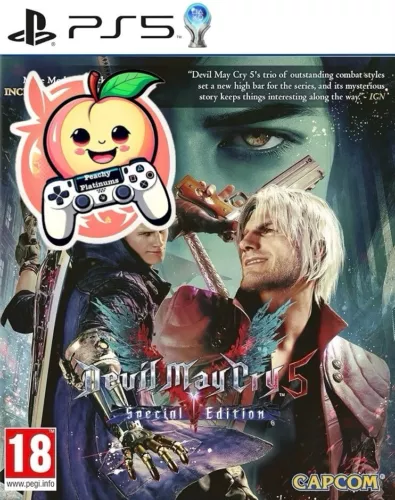 PS5
"Devil May Cry 5's trio of outstanding combat styles
set a new high bar for the series, and its mysterious
story keeps things interesting along the way." - IGN
Peachy
Platinums
Devil May Cry 5
Special Edition
18
www.pegi.info
CAPCOM